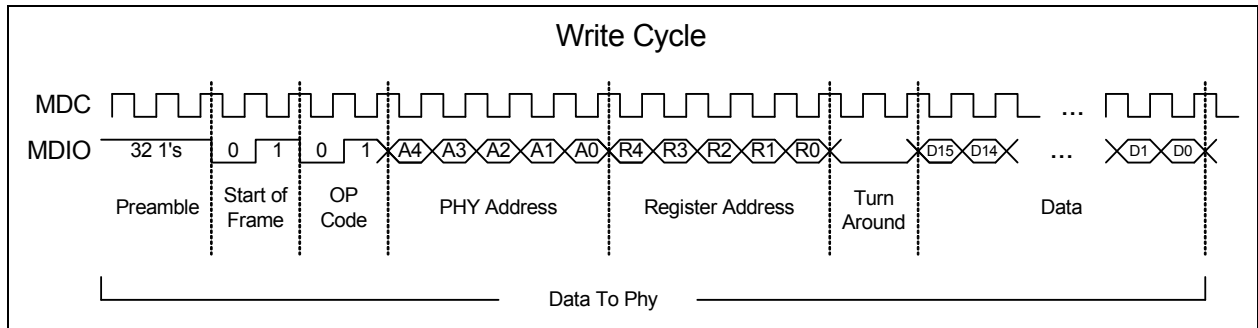 Write Cycle
MDC ...
MDIO 32 1's 0 1 0 1 A4 A3 A2 A1 A0 R4 R3 R2 R1 R0 D15 D14 ... D1 D0
Preamble
Start of
Frame
OP
Code
PHY Address
Register Address
Turn
Around
Data
Data To Phy